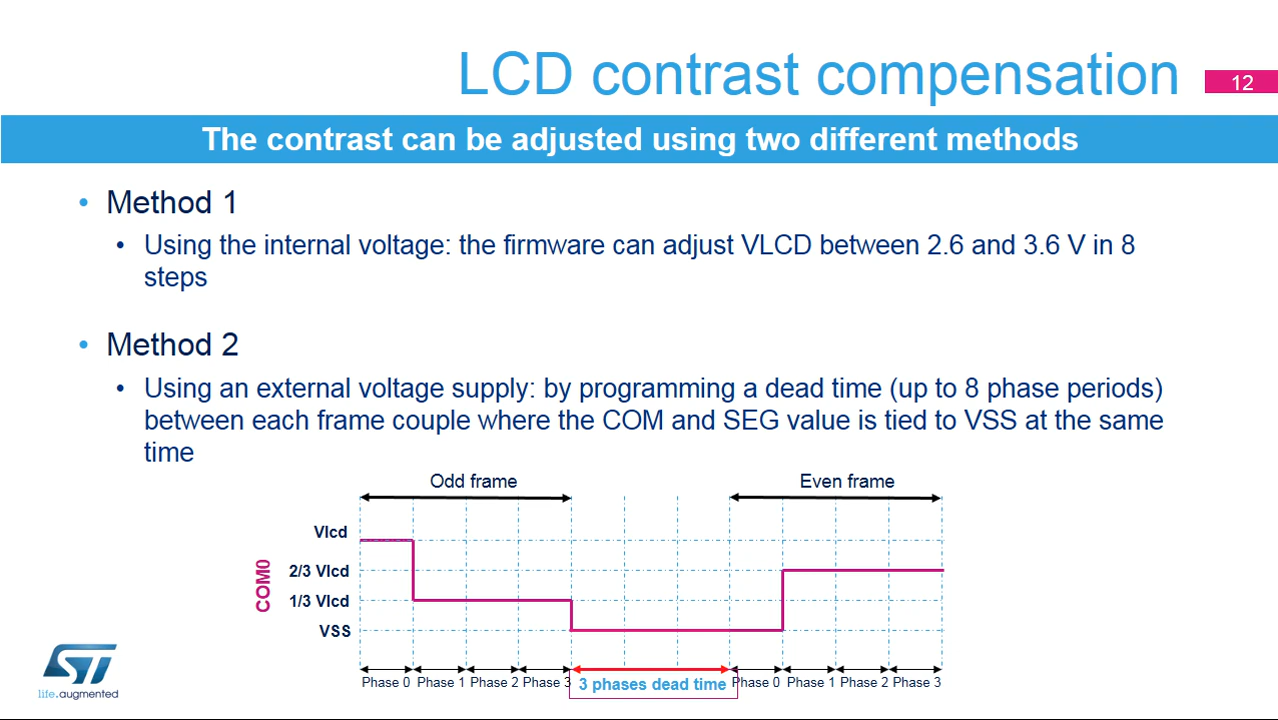 LCD contrast compensation
12
The contrast can be adjusted using two different methods
• Method 1
• Using the internal voltage: the firmware can adjust VLCD between 2.6 and 3.6 V in 8
steps
• Method 2
• Using an external voltage supply: by programming a dead time (up to 8 phase periods)
between each frame couple where the COM and SEG value is tied to VSS at the same
time
Odd frame
Even frame
Vlcd
2/3 Vlcd
1/3 Vlcd
VSS
COM0
Phase 0 Phase 1 Phase 2 Phase 3 3 phases dead time Phase 0 Phase 1 Phase 2 Phase 3
ST
life.augmented